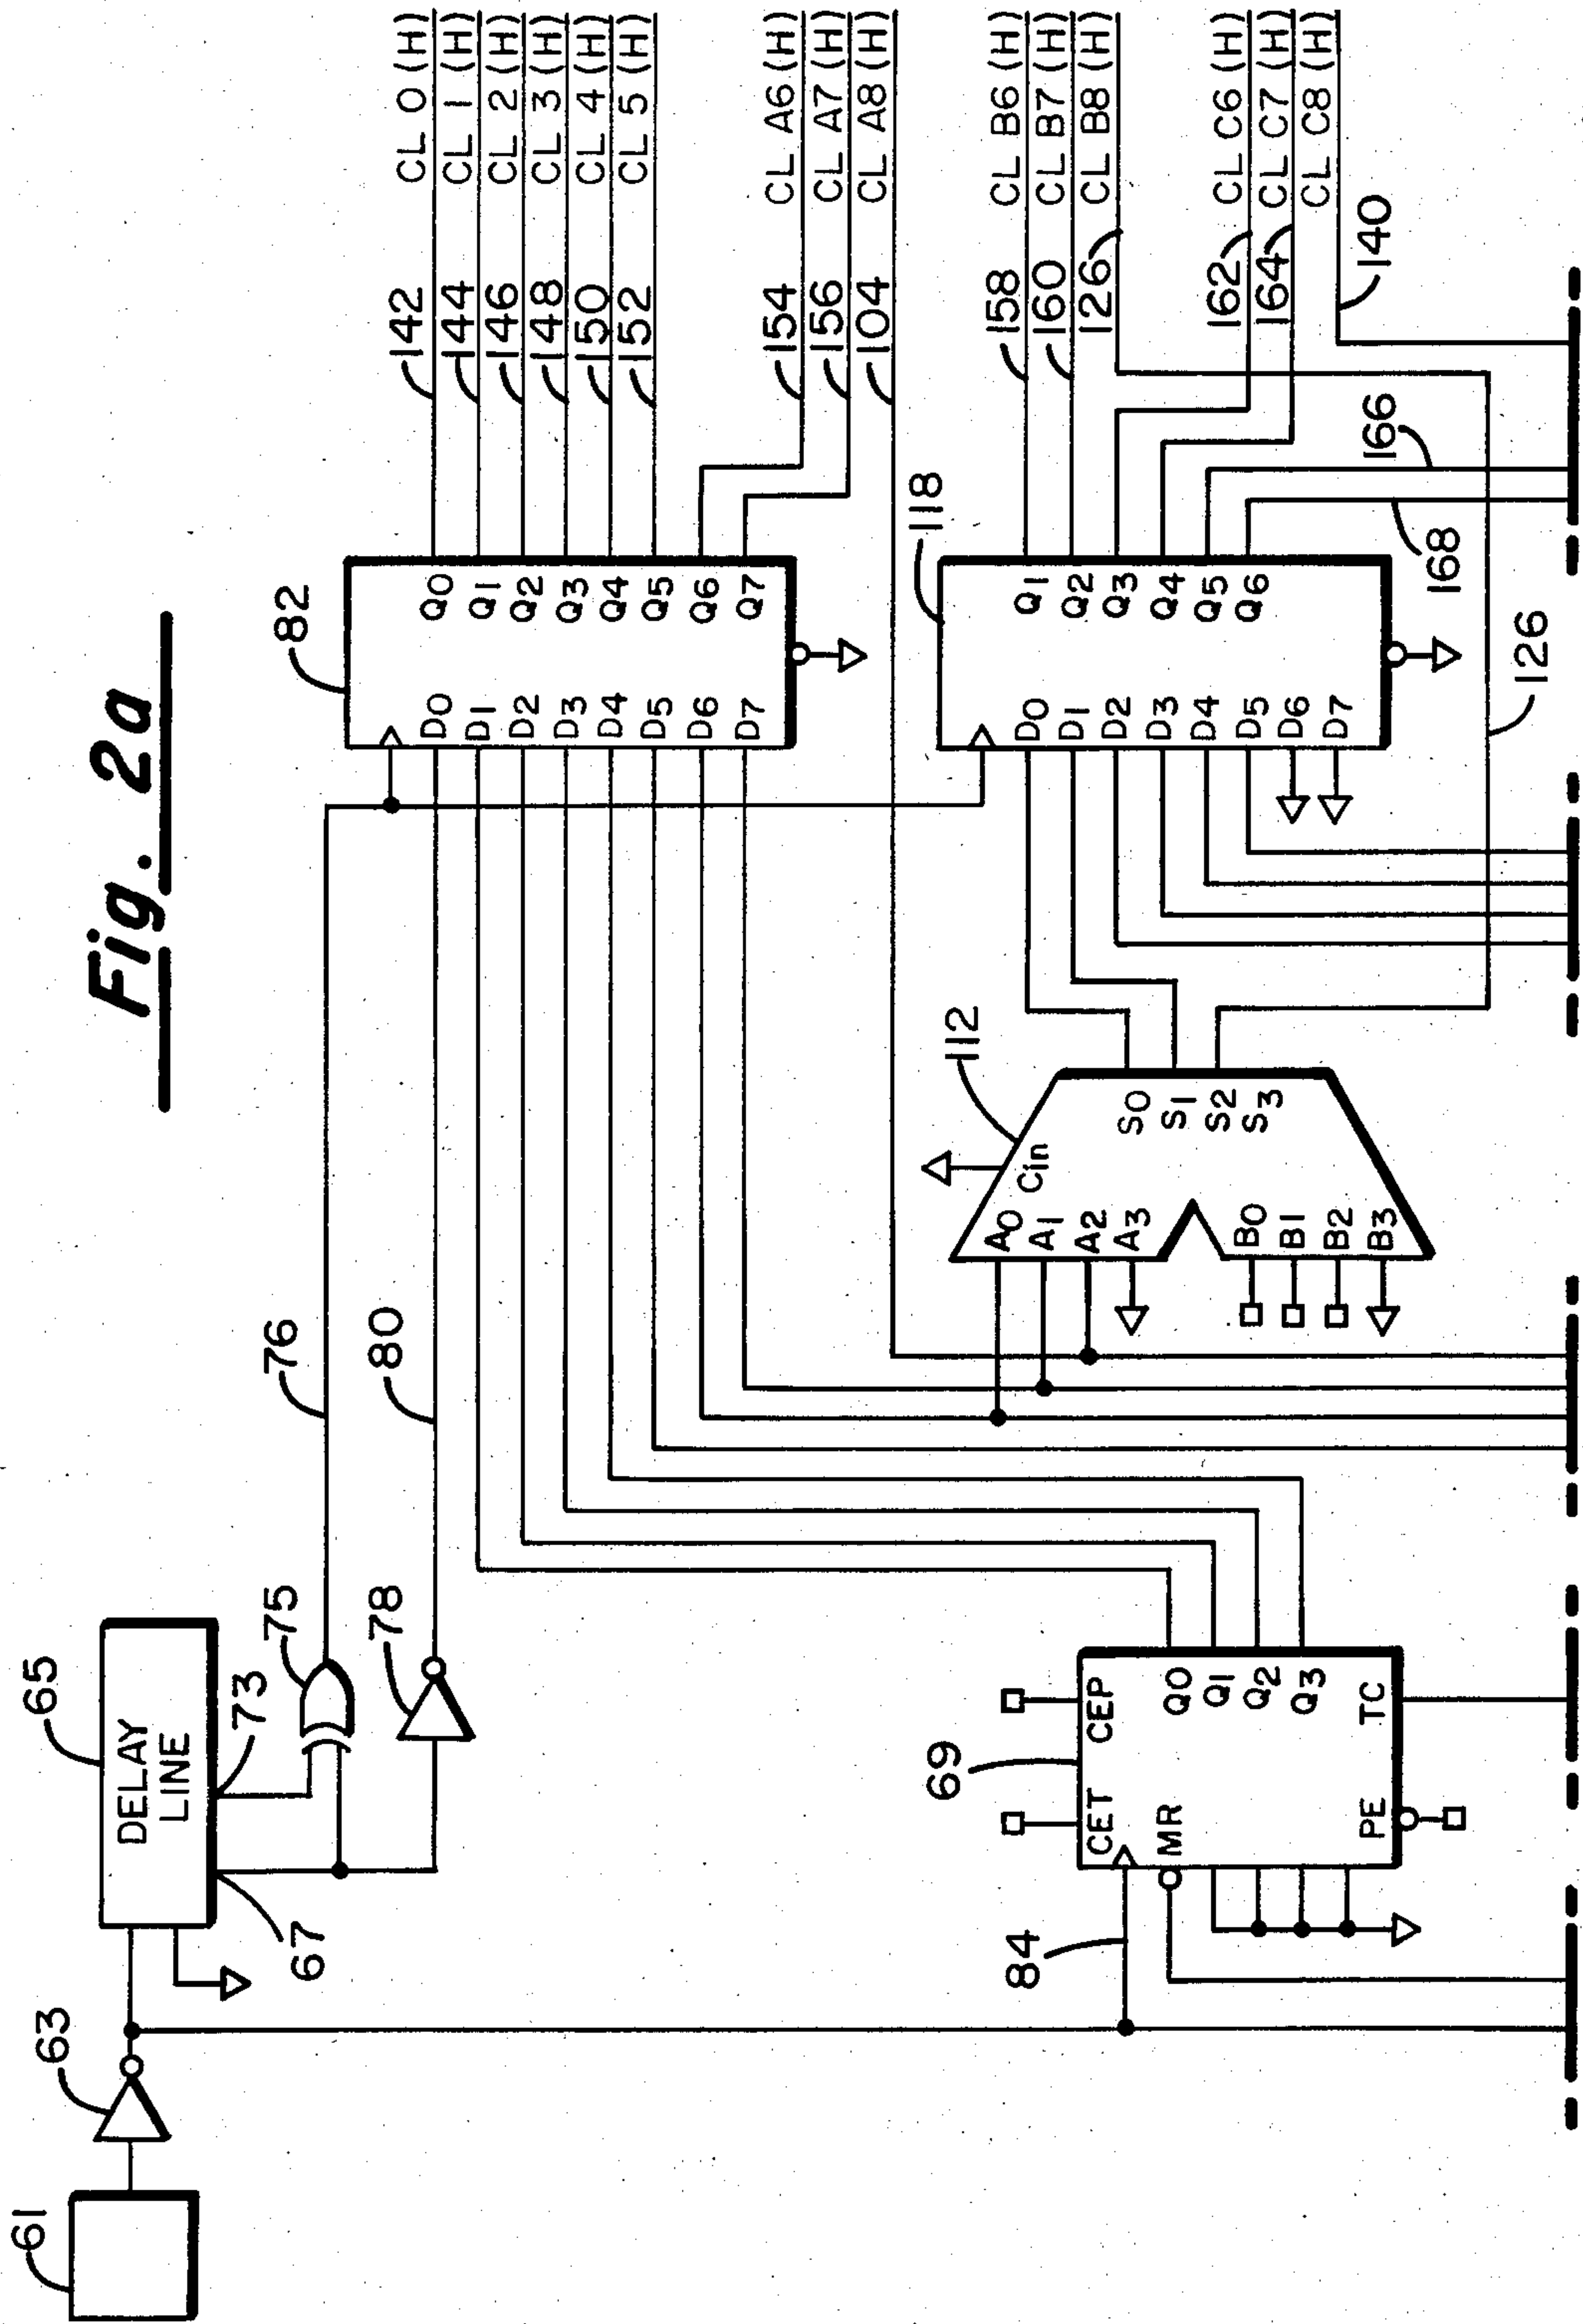 Fig. 2a
61
63
65
DELAY
LINE
67
73
75
78
76
80
82
D0 Q0
D1 Q1
D2 Q2
D3 Q3
D4 Q4
D5 Q5
D6 Q6
D7 Q7
142 CL 0 (H)
144 CL 1 (H)
146 CL 2 (H)
148 CL 3 (H)
150 CL 4 (H)
152 CL 5 (H)
154 CL A6 (H)
156 CL A7 (H)
104 CL A8 (H)
84
69
CET CEP
MR
Q0
Q1
Q2
Q3
PE TC
112
Cin
A0
A1
A2
A3
B0
B1
B2
B3
S0
S1
S2
S3
118
D0 Q1
D1 Q2
D2 Q3
D3 Q4
D4 Q5
D5 Q6
D6
D7
158 CL B6 (H)
160 CL B7 (H)
126 CL B8 (H)
162 CL C6 (H)
164 CL C7 (H)
CL C8 (H)
140
166
168
126